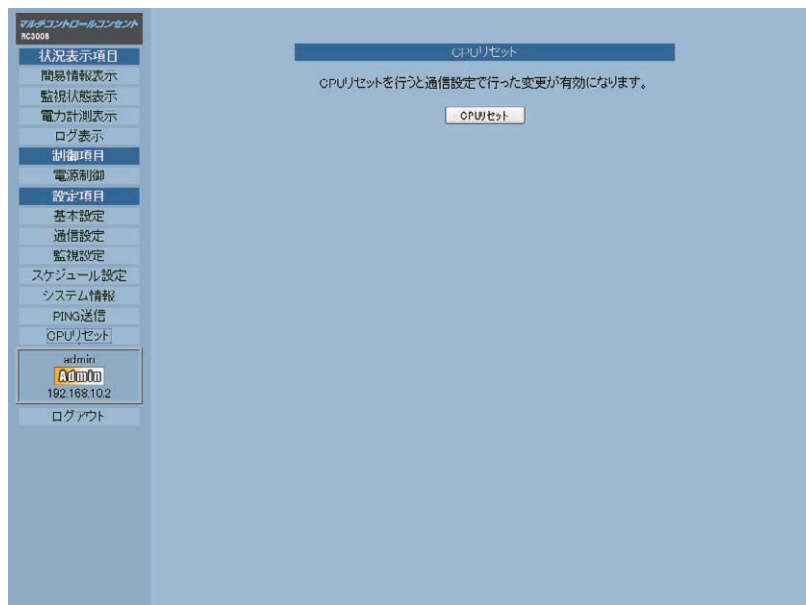 マルチコントロールコンセント
RC3008
状況表示項目
簡易情報表示
監視状態表示
電力計測表示
ログ表示
制御項目
電源制御
設定項目
基本設定
通信設定
監視設定
スケジュール設定
システム情報
PING送信
CPUリセット
admin
Admin
192.168.10.2
ログアウト
CPUリセット
CPUリセットを行うと通信設定で行った変更が有効になります。
CPUリセット